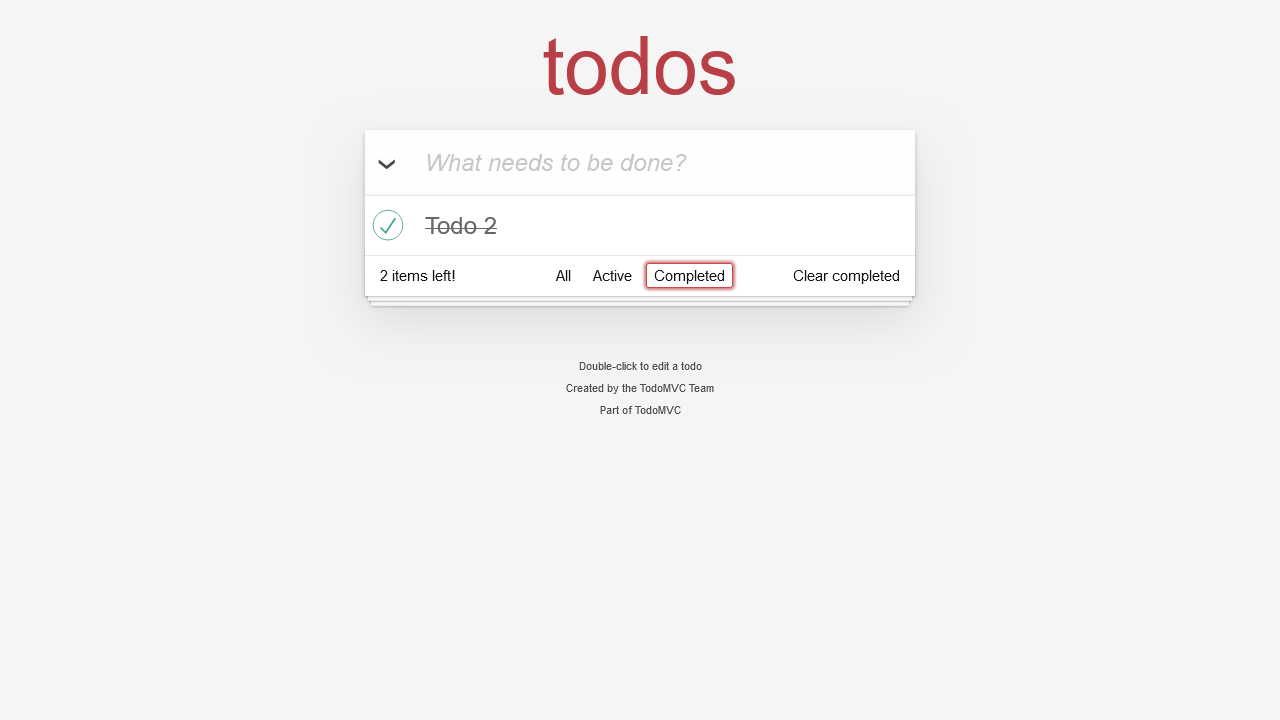 todos
What needs to be done?
Todo 2
2 items left! All Active Completed Clear completed
Double-click to edit a todo
Created by the TodoMVC Team
Part of TodoMVC